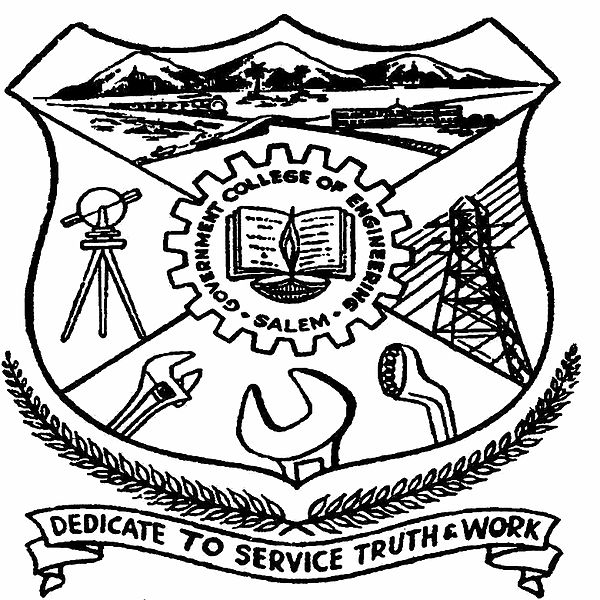 GOVERNMENT COLLEGE OF ENGINEERING
• SALEM •
DEDICATE TO SERVICE TRUTH & WORK